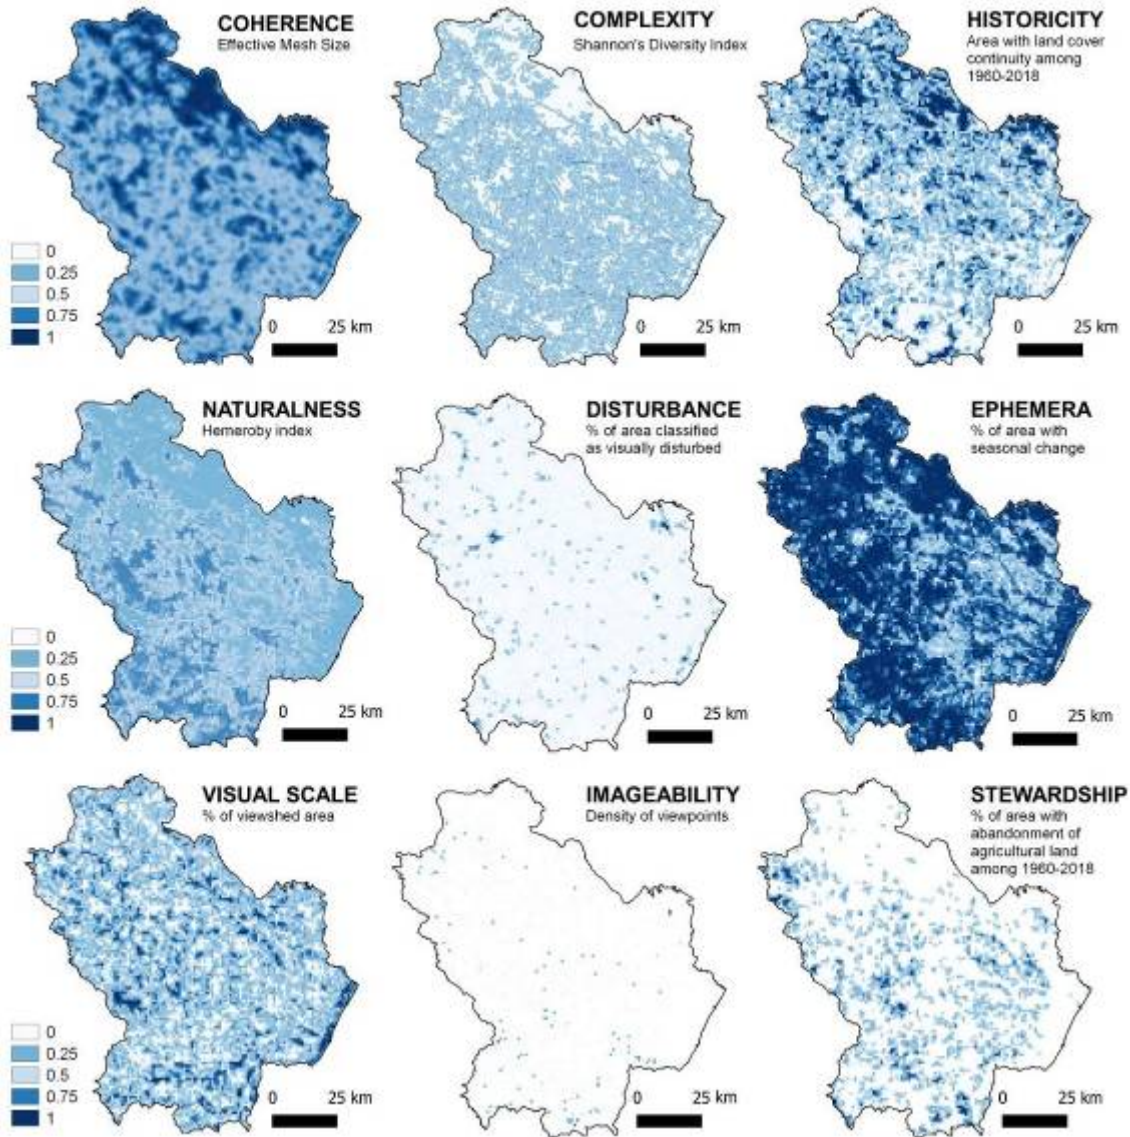 COHERENCE
Effective Mesh Size
0
0.25
0.5
0.75
1
0 25 km
COMPLEXITY
Shannon's Diversity Index
0 25 km
HISTORICITY
Area with land cover
continuity among
1960-2018
0 25 km
NATURALNESS
Hemeroby index
0
0.25
0.5
0.75
1
0 25 km
DISTURBANCE
% of area classified
as visually disturbed
0 25 km
EPHEMERA
% of area with
seasonal change
0 25 km
VISUAL SCALE
% of viewshed area
0
0.25
0.5
0.75
1
0 25 km
IMAGEABILITY
Density of viewpoints
0 25 km
STEWARDSHIP
% of area with
abandonment of
agricultural land
among 1960-2018
0 25 km